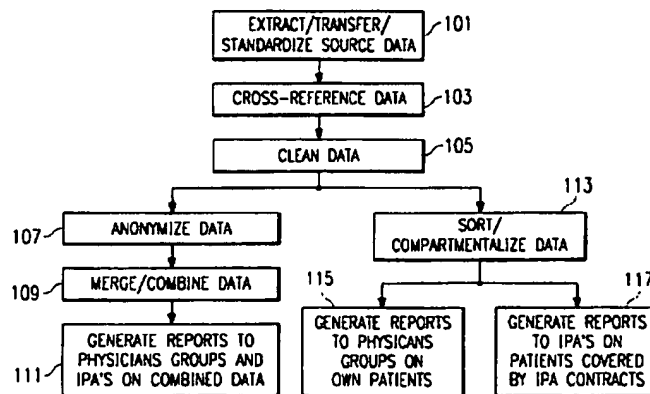 EXTRACT/TRANSFER/
STANDARDIZE SOURCE DATA
101
CROSS-REFERENCE DATA
103
CLEAN DATA
105
107
ANONYMIZE DATA
113
SORT/
COMPARTMENTALIZE DATA
109
MERGE/COMBINE DATA
111
GENERATE REPORTS TO
PHYSICIANS GROUPS AND
IPA'S ON COMBINED DATA
115
GENERATE REPORTS
TO PHYSICANS
GROUPS ON
OWN PATIENTS
117
GENERATE REPORTS
TO IPA'S ON
PATIENTS COVERED
BY IPA CONTRACTS